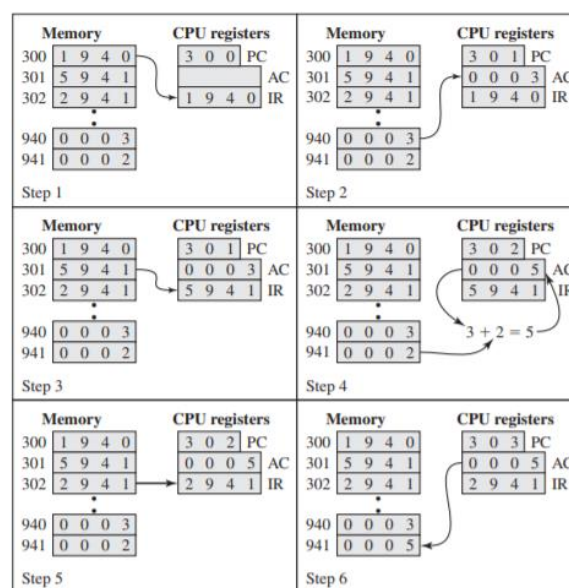 Memory CPU registers
300 1 9 4 0 3 0 0 PC
301 5 9 4 1 AC
302 2 9 4 1 1 9 4 0 IR
940 0 0 0 3
941 0 0 0 2
Step 1
Memory CPU registers
300 1 9 4 0 3 0 1 PC
301 5 9 4 1 0 0 0 3 AC
302 2 9 4 1 1 9 4 0 IR
940 0 0 0 3
941 0 0 0 2
Step 2
Memory CPU registers
300 1 9 4 0 3 0 1 PC
301 5 9 4 1 0 0 0 3 AC
302 2 9 4 1 5 9 4 1 IR
940 0 0 0 3
941 0 0 0 2
Step 3
Memory CPU registers
300 1 9 4 0 3 0 2 PC
301 5 9 4 1 0 0 0 5 AC
302 2 9 4 1 5 9 4 1 IR
940 0 0 0 3 3 + 2 = 5
941 0 0 0 2
Step 4
Memory CPU registers
300 1 9 4 0 3 0 2 PC
301 5 9 4 1 0 0 0 5 AC
302 2 9 4 1 2 9 4 1 IR
940 0 0 0 3
941 0 0 0 2
Step 5
Memory CPU registers
300 1 9 4 0 3 0 3 PC
301 5 9 4 1 0 0 0 5 AC
302 2 9 4 1 2 9 4 1 IR
940 0 0 0 3
941 0 0 0 5
Step 6